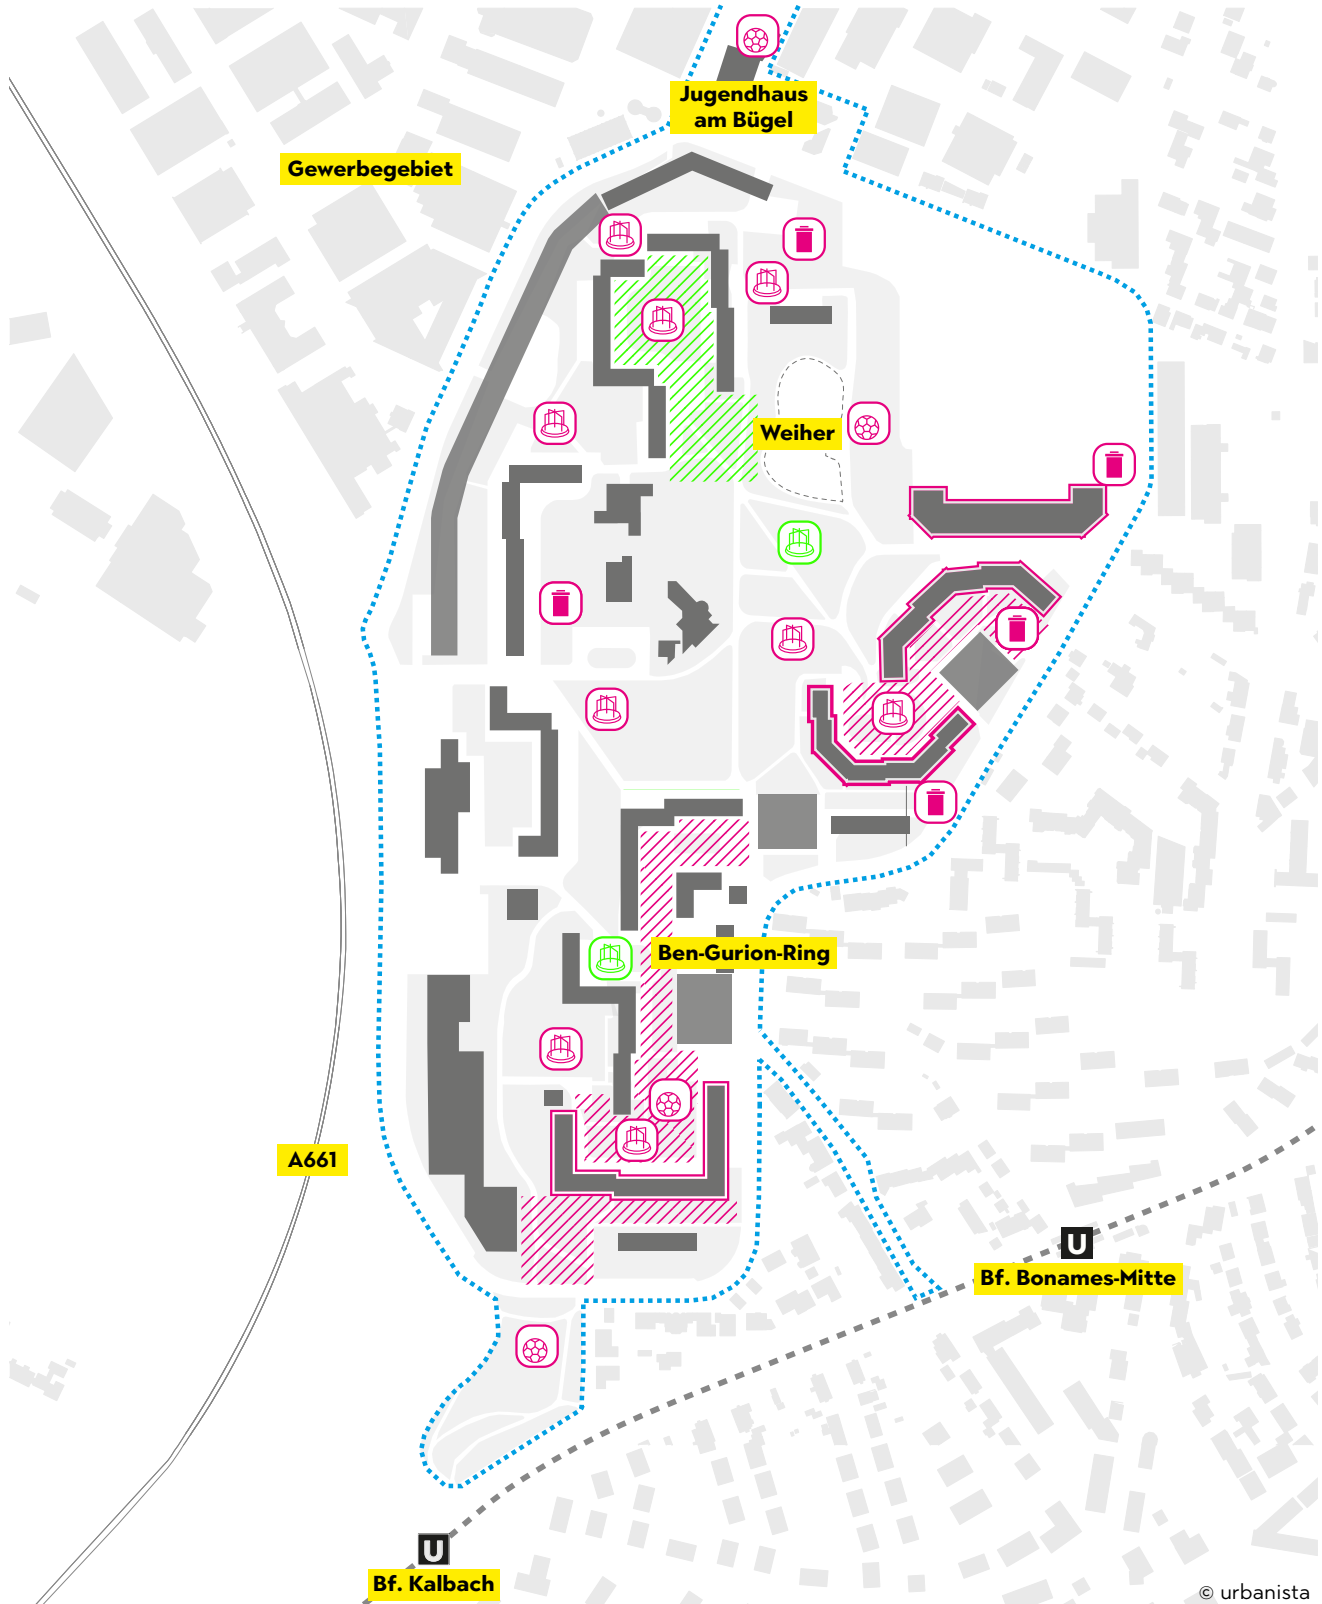 Jugendhaus
am Bügel
Gewerbegebiet
Weiher
Ben-Gurion-Ring
A661
U
Bf. Bonames-Mitte
U
Bf. Kalbach
© urbanista